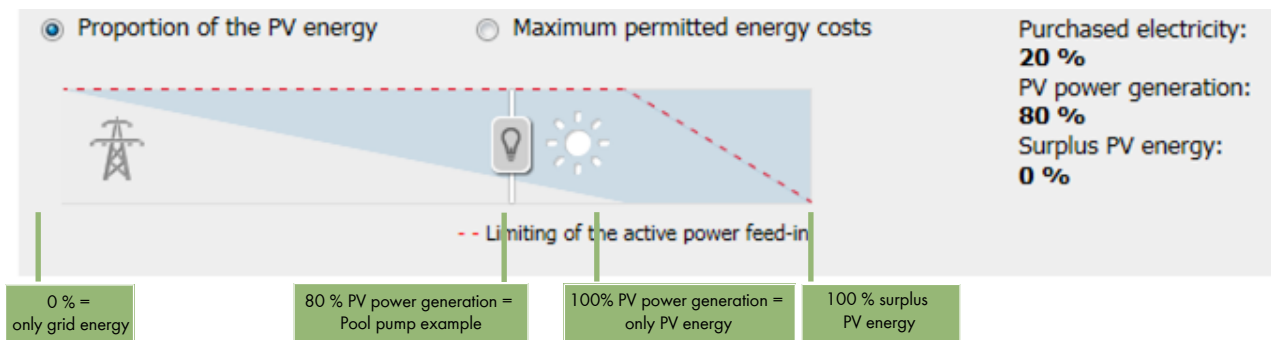 Proportion of the PV energy
Maximum permitted energy costs
Purchased electricity:
20 %
PV power generation:
80 %
Surplus PV energy:
0 %
- - Limiting of the active power feed-in
0 % =
only grid energy
80 % PV power generation =
Pool pump example
100% PV power generation =
only PV energy
100 % surplus
PV energy